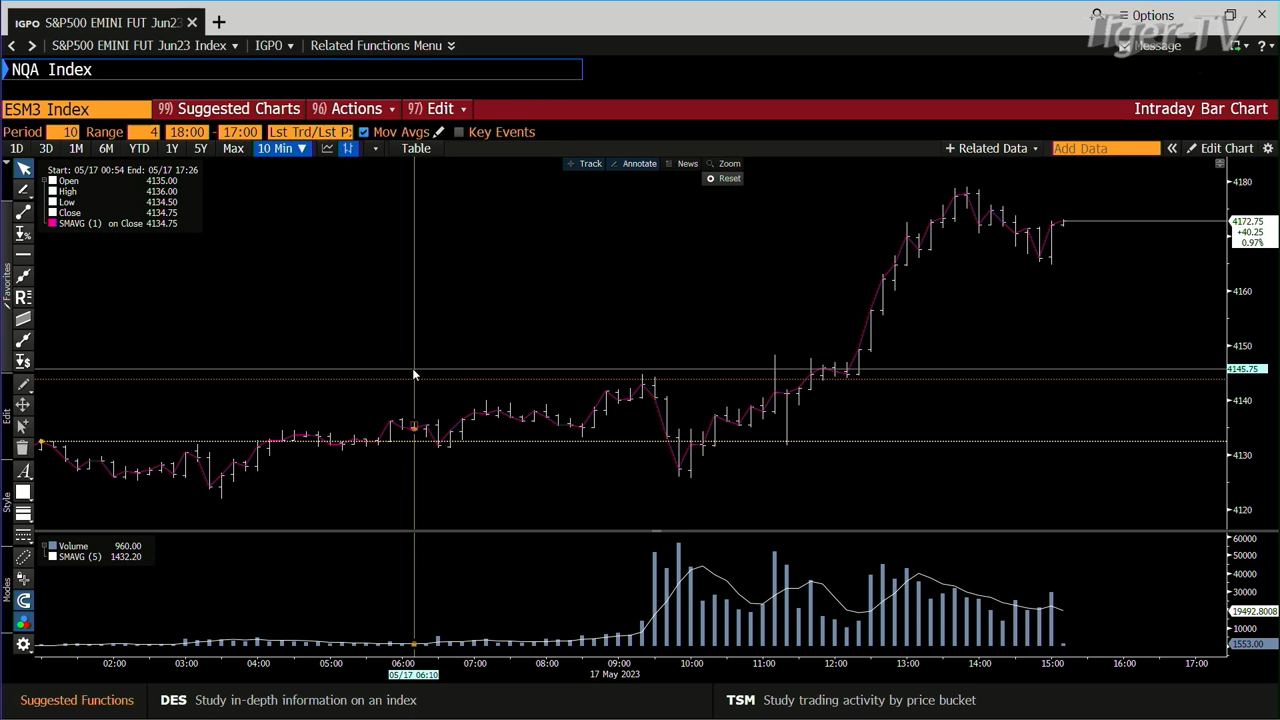 IGPO S&P500 EMINI FUT Jun23
Options
Tiger-TV
S&P500 EMINI FUT Jun23 Index IGPO Related Functions Menu Message
NQA Index
ESM3 Index 99) Suggested Charts 96) Actions 97) Edit Intraday Bar Chart
Period 10 Range 4 18:00 - 17:00 Lst Trd/Lst P: Mov Avgs Key Events
1D 3D 1M 6M YTD 1Y 5Y Max 10 Min ▼ Table + Related Data Add Data Edit Chart
Track Annotate News Zoom
Reset
Start: 05/17 00:54 End: 05/17 17:26
Open 4135.00
High 4136.00
Low 4134.50
Close 4134.75
SMAVG (1) on Close 4134.75
Favorites
Edit
Style
Modes
4180
4172.75
+40.25
0.97%
4160
4150
4145.75
4140
4130
4120
Volume 960.00
SMAVG (5) 1432.20
60000
50000
40000
30000
19492.8008
10000
1553.00
02:00 03:00 04:00 05:00 06:00 07:00 08:00 09:00 10:00 11:00 12:00 13:00 14:00 15:00 16:00 17:00
05/17 06:10
17 May 2023
Suggested Functions DES Study in-depth information on an index TSM Study trading activity by price bucket